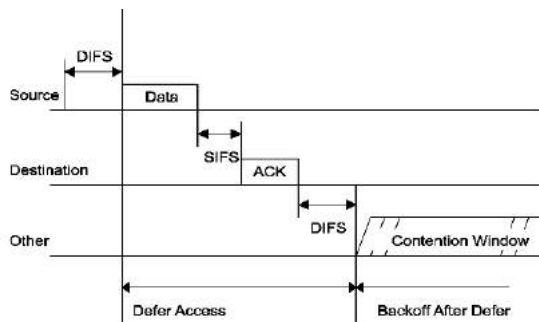 DIFS
Source
Data
SIFS
Destination
ACK
DIFS
Other
Contention Window
Defer Access
Backoff After Defer